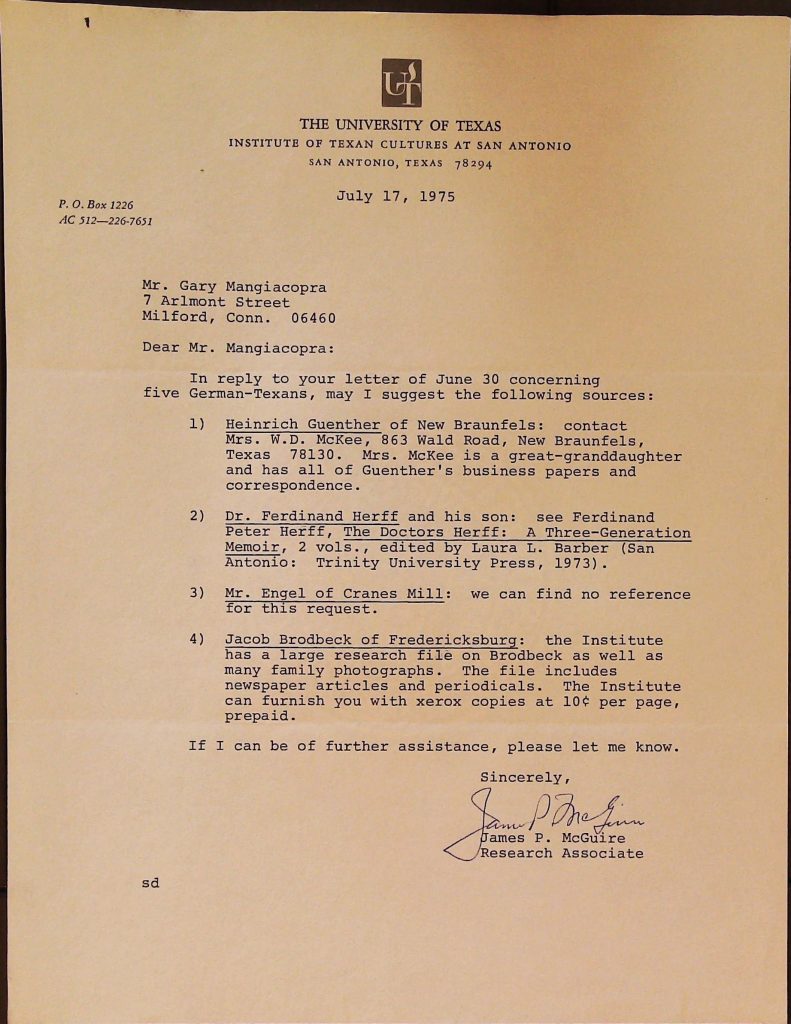 UT
THE UNIVERSITY OF TEXAS
INSTITUTE OF TEXAN CULTURES AT SAN ANTONIO
SAN ANTONIO, TEXAS 78294
July 17, 1975
P. O. Box 1226
AC 512—226-7651
Mr. Gary Mangiacopra
7 Arlmont Street
Milford, Conn. 06460
Dear Mr. Mangiacopra:
In reply to your letter of June 30 concerning
five German-Texans, may I suggest the following sources:
1) Heinrich Guenther of New Braunfels: contact
Mrs. W.D. McKee, 863 Wald Road, New Braunfels,
Texas 78130. Mrs. McKee is a great-granddaughter
and has all of Guenther's business papers and
correspondence.
2) Dr. Ferdinand Herff and his son: see Ferdinand
Peter Herff, The Doctors Herff: A Three-Generation
Memoir, 2 vols., edited by Laura L. Barber (San
Antonio: Trinity University Press, 1973).
3) Mr. Engel of Cranes Mill: we can find no reference
for this request.
4) Jacob Brodbeck of Fredericksburg: the Institute
has a large research file on Brodbeck as well as
many family photographs. The file includes
newspaper articles and periodicals. The Institute
can furnish you with xerox copies at 10¢ per page,
prepaid.
If I can be of further assistance, please let me know.
Sincerely,
James P. McGuire
James P. McGuire
Research Associate
sd